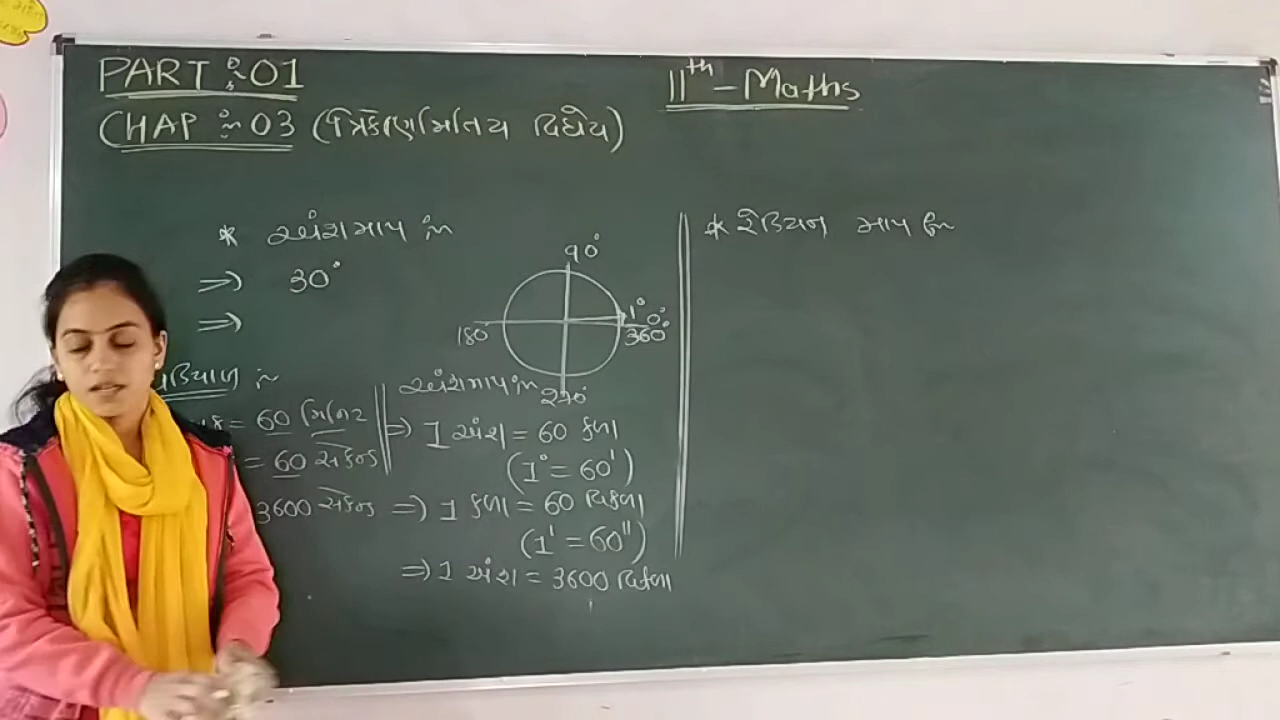 PART :- 01
11th - Maths
CHAP :- 03 (ત્રિકોણમિતિય વિધેય)
* અંશમાપ :-
* રેડિયન માપ :-
90°
⇒ 30°
1°
0°
⇒
180
360°
270°
ઘડિયાળ :-
અંશમાપ :-
= 60 મિનિટ
⇒ 1 અંશ = 60 કળા
= 60 સેકન્ડ
(1° = 60')
3600 સેકન્ડ
⇒ 1 કળા = 60 વિકળા
(1' = 60")
⇒ 1 અંશ = 3600 વિકળા